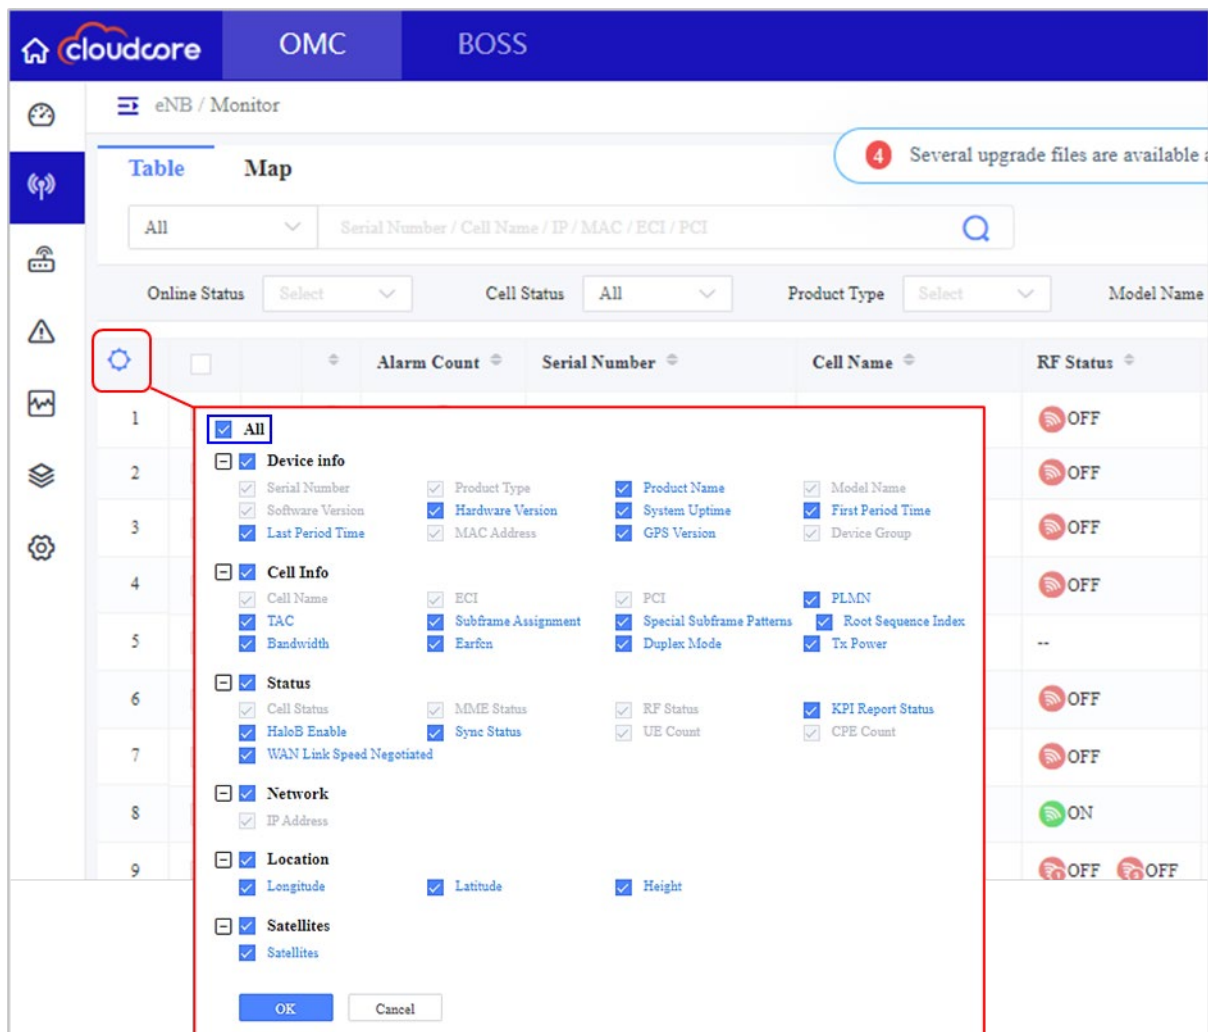 cloudcore OMC BOSS
eNB / Monitor
4 Several upgrade files are available
Table Map
All Serial Number / Cell Name / IP / MAC / ECI / PCI
Online Status Select Cell Status All Product Type Select Model Name
Alarm Count Serial Number Cell Name RF Status
1 OFF
All
Device info
2 OFF
Serial Number Product Type Product Name Model Name
Software Version Hardware Version System Uptime First Period Time
3 OFF
Last Period Time MAC Address GPS Version Device Group
Cell Info
4 OFF
Cell Name ECI PCI PLMN
TAC Subframe Assignment Special Subframe Patterns Root Sequence Index
5 --
Bandwidth Earfcn Duplex Mode Tx Power
Status
6 OFF
Cell Status MME Status RF Status KPI Report Status
HaloB Enable Sync Status UE Count CPE Count
7 OFF
WAN Link Speed Negotiated
Network
8 ON
IP Address
Location
9 OFF OFF
Longitude Latitude Height
Satellites
Satellites
OK Cancel